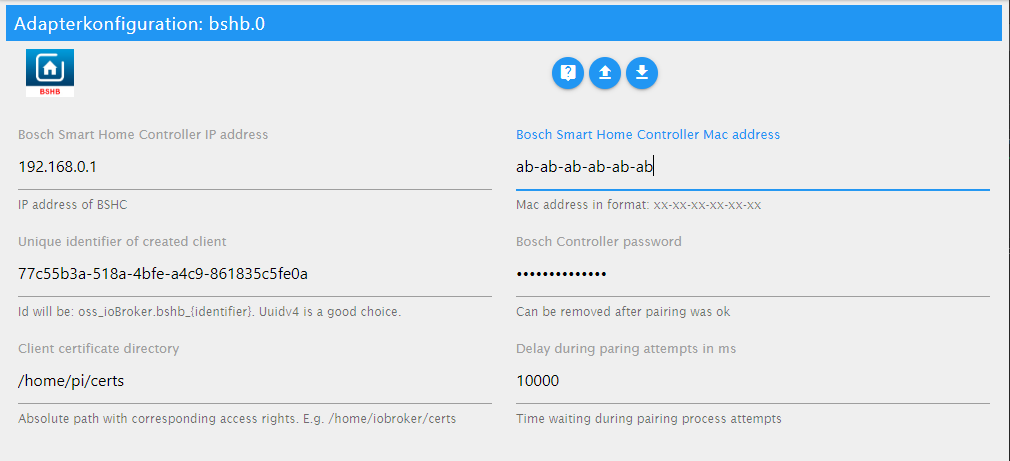 Adapterkonfiguration: bshb.0
BSHB
Bosch Smart Home Controller IP address
192.168.0.1
IP address of BSHC
Bosch Smart Home Controller Mac address
ab-ab-ab-ab-ab-ab
Mac address in format: xx-xx-xx-xx-xx-xx
Unique identifier of created client
77c55b3a-518a-4bfe-a4c9-861835c5fe0a
Id will be: oss_ioBroker.bshb_{identifier}. Uuidv4 is a good choice.
Bosch Controller password
••••••••••••••
Can be removed after pairing was ok
Client certificate directory
/home/pi/certs
Absolute path with corresponding access rights. E.g. /home/iobroker/certs
Delay during paring attempts in ms
10000
Time waiting during pairing process attempts